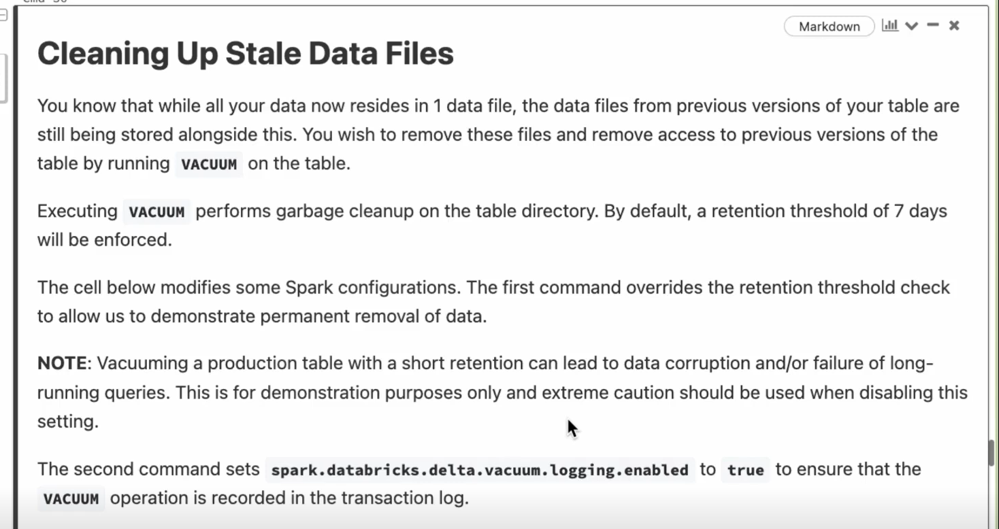 Markdown
Cleaning Up Stale Data Files
You know that while all your data now resides in 1 data file, the data files from previous versions of your table are
still being stored alongside this. You wish to remove these files and remove access to previous versions of the
table by running VACUUM on the table.
Executing VACUUM performs garbage cleanup on the table directory. By default, a retention threshold of 7 days
will be enforced.
The cell below modifies some Spark configurations. The first command overrides the retention threshold check
to allow us to demonstrate permanent removal of data.
NOTE: Vacuuming a production table with a short retention can lead to data corruption and/or failure of long-
running queries. This is for demonstration purposes only and extreme caution should be used when disabling this
setting.
The second command sets spark.databricks.delta.vacuum.logging.enabled to true to ensure that the
VACUUM operation is recorded in the transaction log.